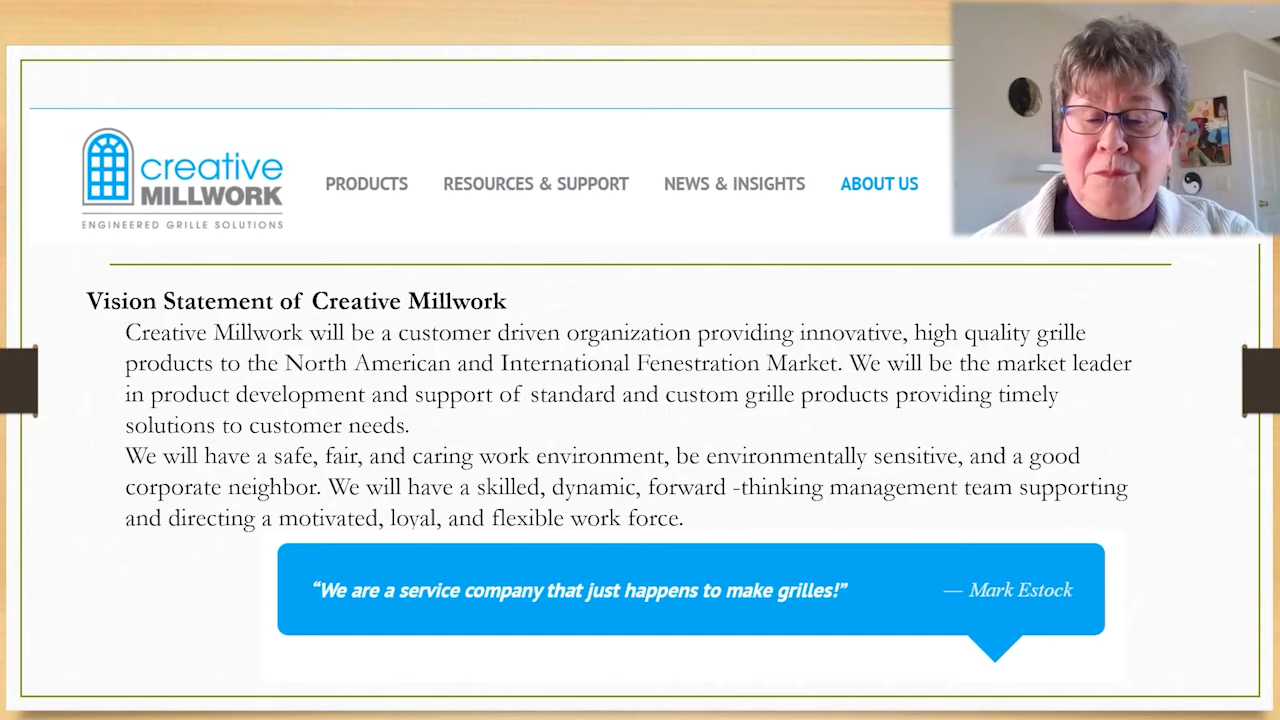 creative
MILLWORK
ENGINEERED GRILLE SOLUTIONS
PRODUCTS
RESOURCES & SUPPORT
NEWS & INSIGHTS
ABOUT US
Vision Statement of Creative Millwork
Creative Millwork will be a customer driven organization providing innovative, high quality grille
products to the North American and International Fenestration Market. We will be the market leader
in product development and support of standard and custom grille products providing timely
solutions to customer needs.
We will have a safe, fair, and caring work environment, be environmentally sensitive, and a good
corporate neighbor. We will have a skilled, dynamic, forward -thinking management team supporting
and directing a motivated, loyal, and flexible work force.
“We are a service company that just happens to make grilles!” — Mark Estock